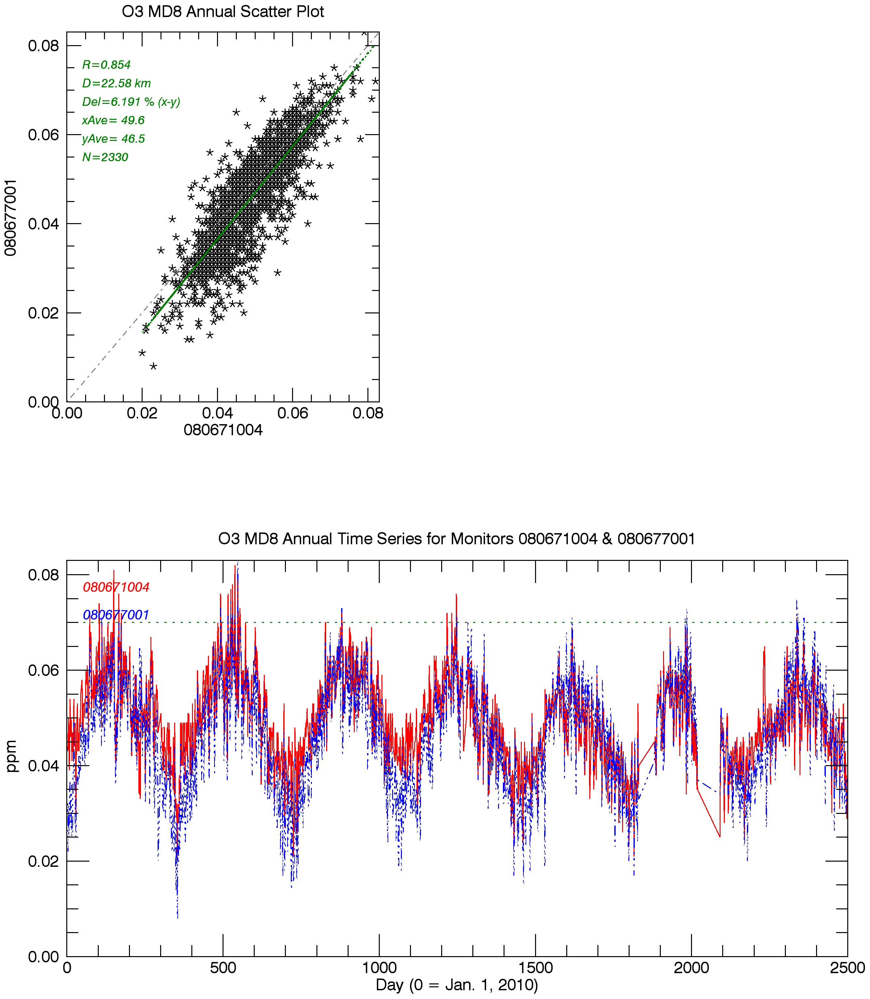 O3 MD8 Annual Scatter Plot
0.08
R=0.854
D=22.58 km
Del=6.191 % (x-y)
xAve= 49.6
0.06
yAve= 46.5
N=2330
080677001
0.04
0.02
0.00
0.00 0.02 0.04 0.06 0.08
080671004
O3 MD8 Annual Time Series for Monitors 080671004 & 080677001
0.08
080671004
080677001
0.06
ppm
0.04
0.02
0.00
0 500 1000 1500 2000 2500
Day (0 = Jan. 1, 2010)